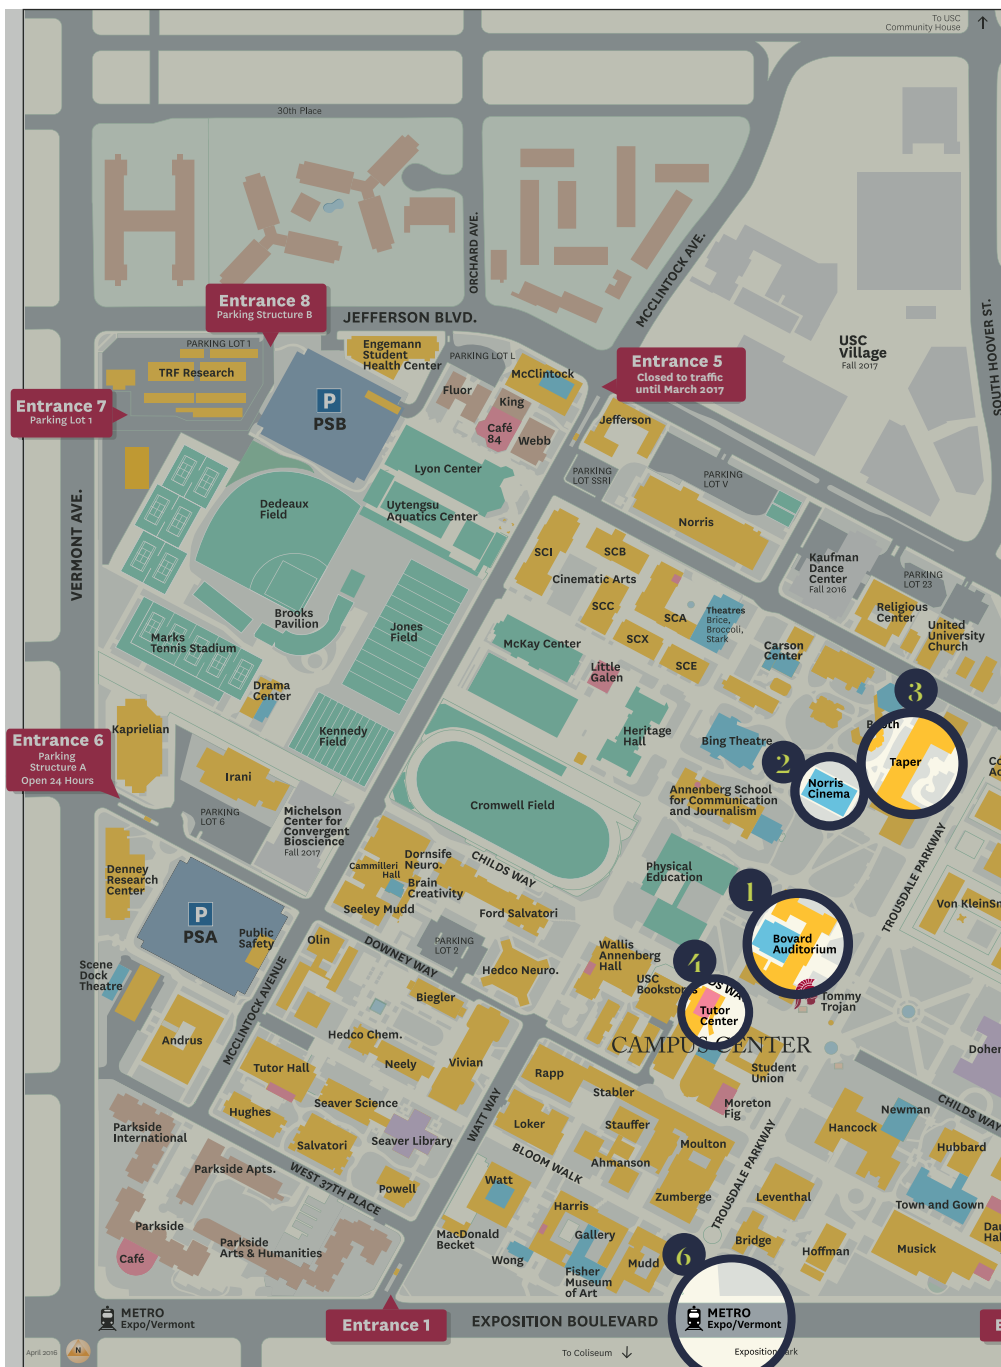 To USC
Community House
30th Place
ORCHARD AVE.
MCCLINTOCK AVE.
SOUTH HOOVER ST.
Entrance 8
Parking Structure B
JEFFERSON BLVD.
PARKING LOT 1
Engemann
Student
Health Center
PARKING LOT L
USC
Village
Fall 2017
TRF Research
McClintock
Entrance 5
Closed to traffic
until March 2017
Fluor
King
Entrance 7
Parking Lot 1
P
PSB
Café
84
Webb
Jefferson
Lyon Center
PARKING
LOT SSRI
PARKING
LOT V
VERMONT AVE.
Dedeaux
Field
Uytengsu
Aquatics Center
Norris
SCI
SCB
Cinematic Arts
Kaufman
Dance
Center
Fall 2016
PARKING
LOT 23
Brooks
Pavilion
Jones
Field
SCC
SCA
Theatres
Brice,
Broccoli,
Stark
Religious
Center
United
University
Church
Marks
Tennis Stadium
McKay Center
SCX
SCE
Carson
Center
Little
Galen
Drama
Center
3
Kaprielian
Kennedy
Field
Heritage
Hall
Bing Theatre
Booth
Entrance 6
Parking
Structure A
Open 24 Hours
2
Taper
Irani
Norris
Cinema
Annenberg School
for Communication
and Journalism
PARKING
LOT 6
Michelson
Center for
Convergent
Bioscience
Fall 2017
Cromwell Field
TROUSDALE PARKWAY
Denney
Research
Center
Cammilleri
Hall
Dornsife
Neuro.
Brain
Creativity
CHILDS WAY
Physical
Education
1
Von KleinSm
P
PSA
Seeley Mudd
Ford Salvatori
Public
Safety
Olin
DOWNEY WAY
PARKING
LOT 2
Wallis
Annenberg
Hall
Bovard
Auditorium
4
Scene
Dock
Theatre
Hedco Neuro.
USC
Bookstores
DS WA
Tommy
Trojan
Biegler
Tutor
Center
MCCLINTOCK AVENUE
Andrus
Hedco Chem.
CAMPUS CENTER
Doher
Tutor Hall
Neely
Vivian
Rapp
Student
Union
Stabler
WATT WAY
Hughes
Seaver Science
Moreton
Fig
CHILDS WAY
Parkside
International
Salvatori
Seaver Library
Loker
Stauffer
Newman
Hancock
Moulton
BLOOM WALK
Hubbard
Parkside Apts.
WEST 37TH PLACE
Powell
Ahmanson
Watt
TROUSDALE PARKWAY
Zumberge
Leventhal
Town and Gown
Harris
Parkside
Parkside
Arts & Humanities
MacDonald
Becket
Gallery
Bridge
Hoffman
Musick
Dau
Hal
Café
Wong
Mudd
6
Fisher
Museum
of Art
METRO
Expo/Vermont
Entrance 1
EXPOSITION BOULEVARD
METRO
Expo/Vermont
E
April 2016
N
To Coliseum